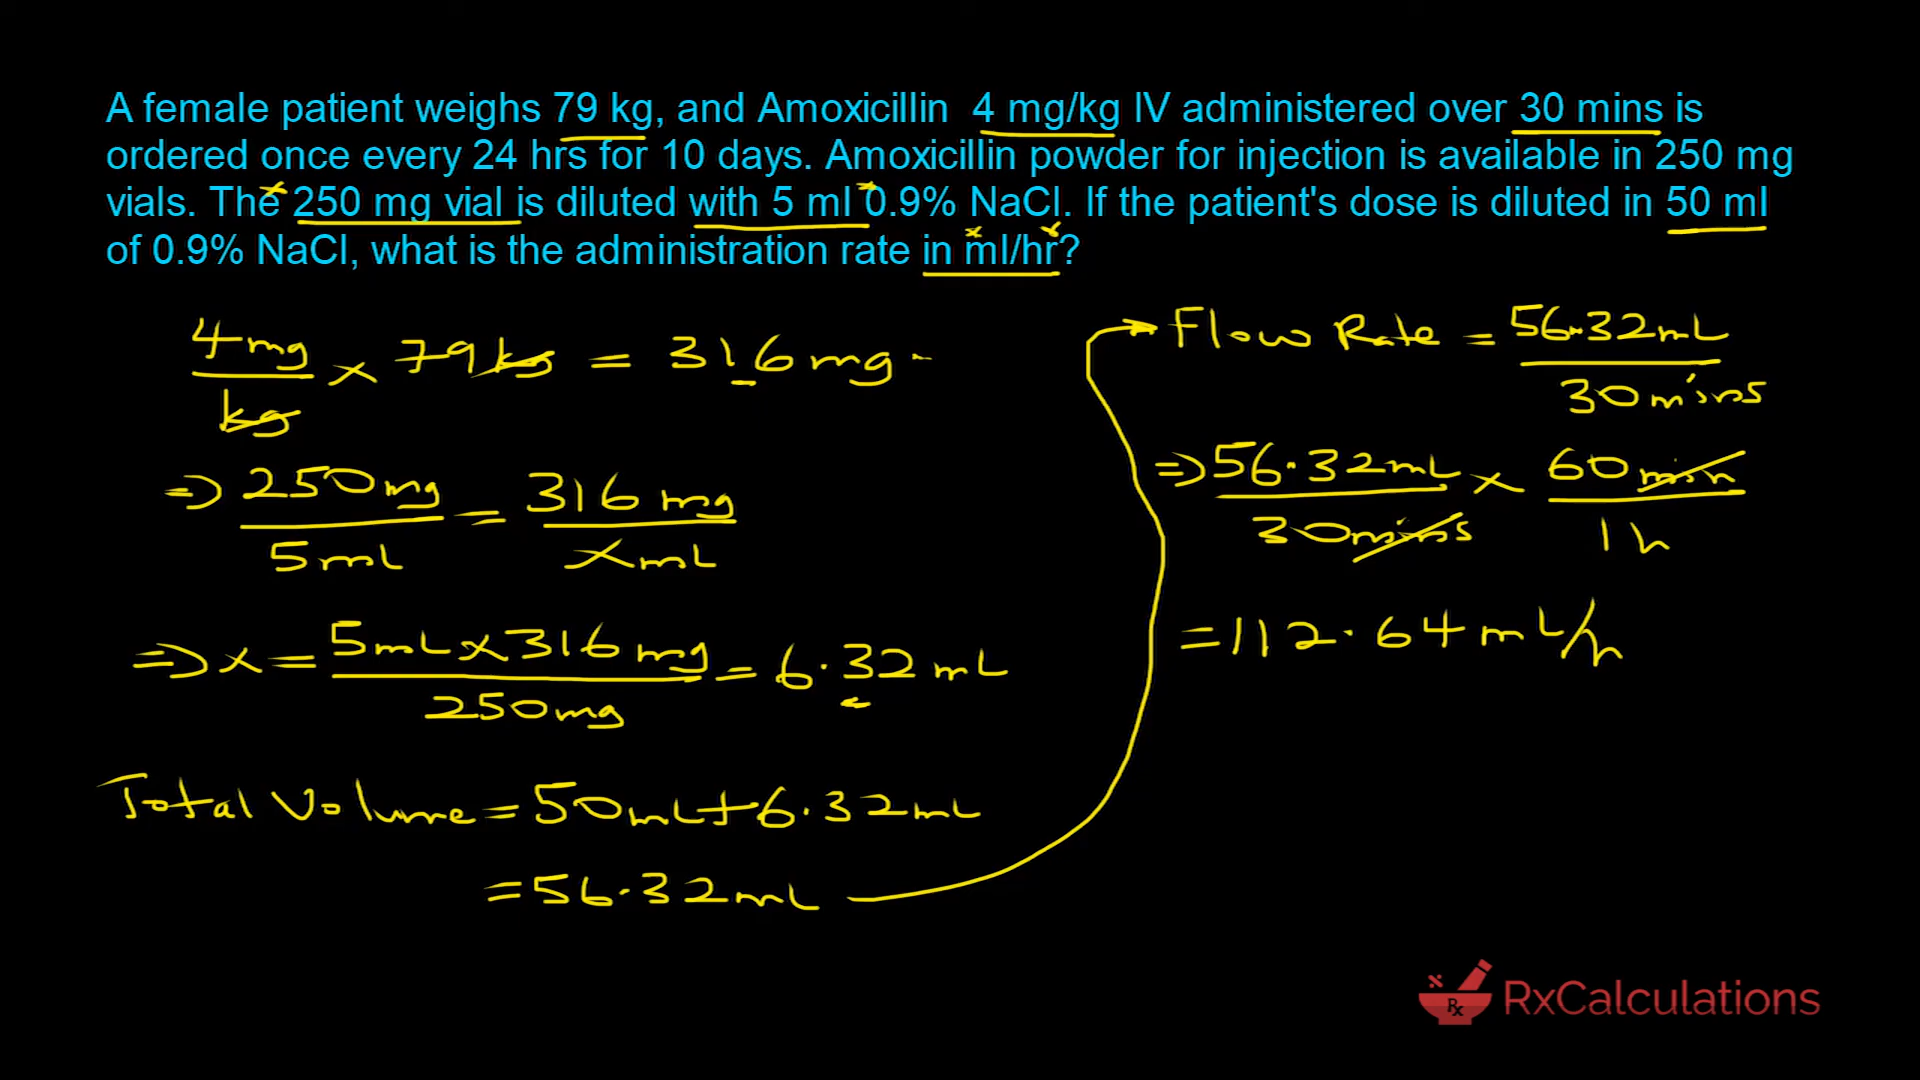 A female patient weighs 79 kg, and Amoxicillin 4 mg/kg IV administered over 30 mins is
ordered once every 24 hrs for 10 days. Amoxicillin powder for injection is available in 250 mg
vials. The 250 mg vial is diluted with 5 ml 0.9% NaCl. If the patient's dose is diluted in 50 ml
of 0.9% NaCl, what is the administration rate in ml/hr?
4mg/kg × 79kg = 316mg
⇒ 250mg/5mL = 316mg/XmL
⇒ x = 5mL×316mg/250mg = 6.32mL
Total Volume = 50mL+6.32mL
= 56.32mL
Flow Rate = 56.32mL/30mins
⇒ 56.32mL/30mins × 60min/1h
= 112.64mL/h
Rx
RxCalculations